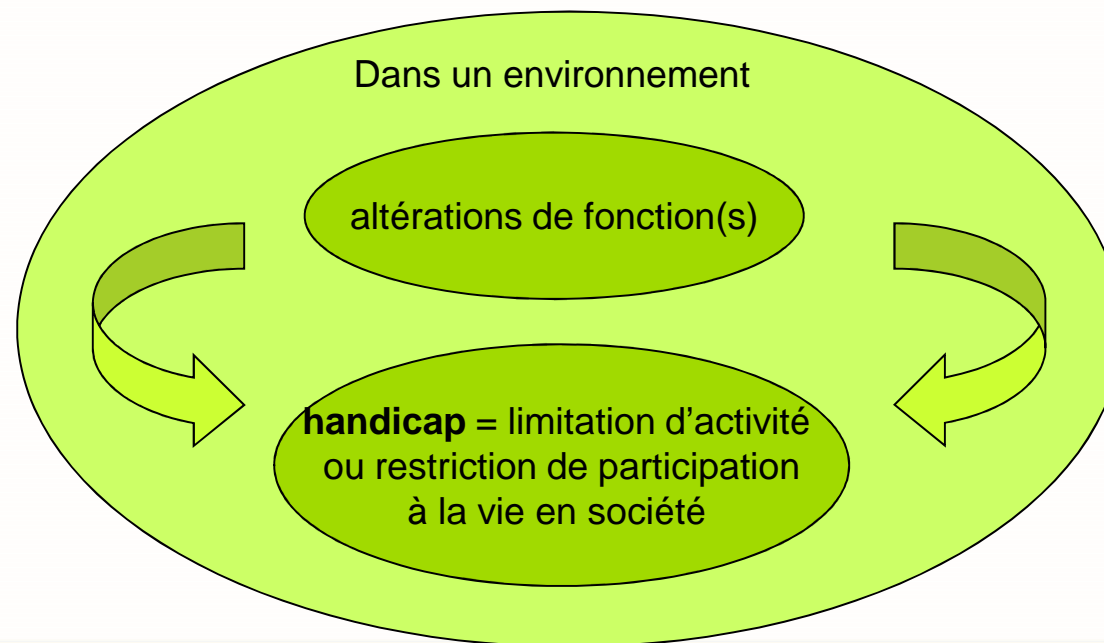 Dans un environnement
altérations de fonction(s)
handicap = limitation d’activité
ou restriction de participation
à la vie en société